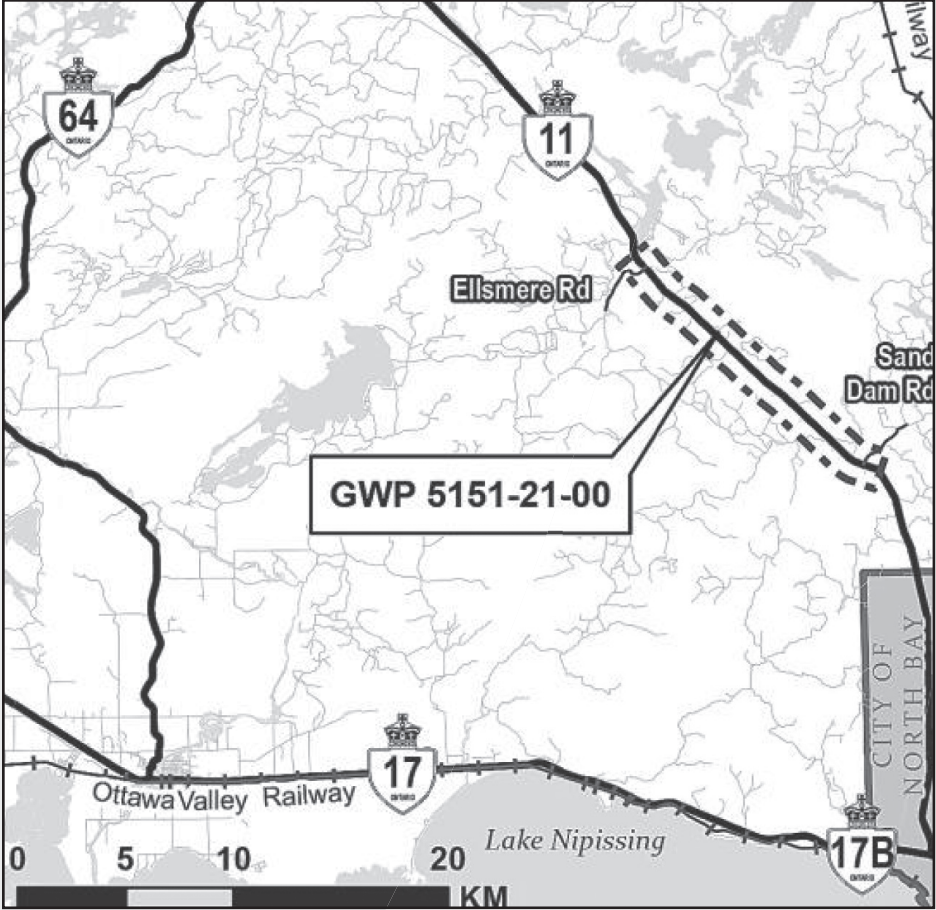 ilway
64
ONTARIO
11
ONTARIO
Ellsmere Rd
Sand
Dam Rd
GWP 5151-21-00
CITY OF
NORTH BAY
17
ONTARIO
Ottawa Valley Railway
Lake Nipissing
17B
ONTARIO
0 5 10 20
KM